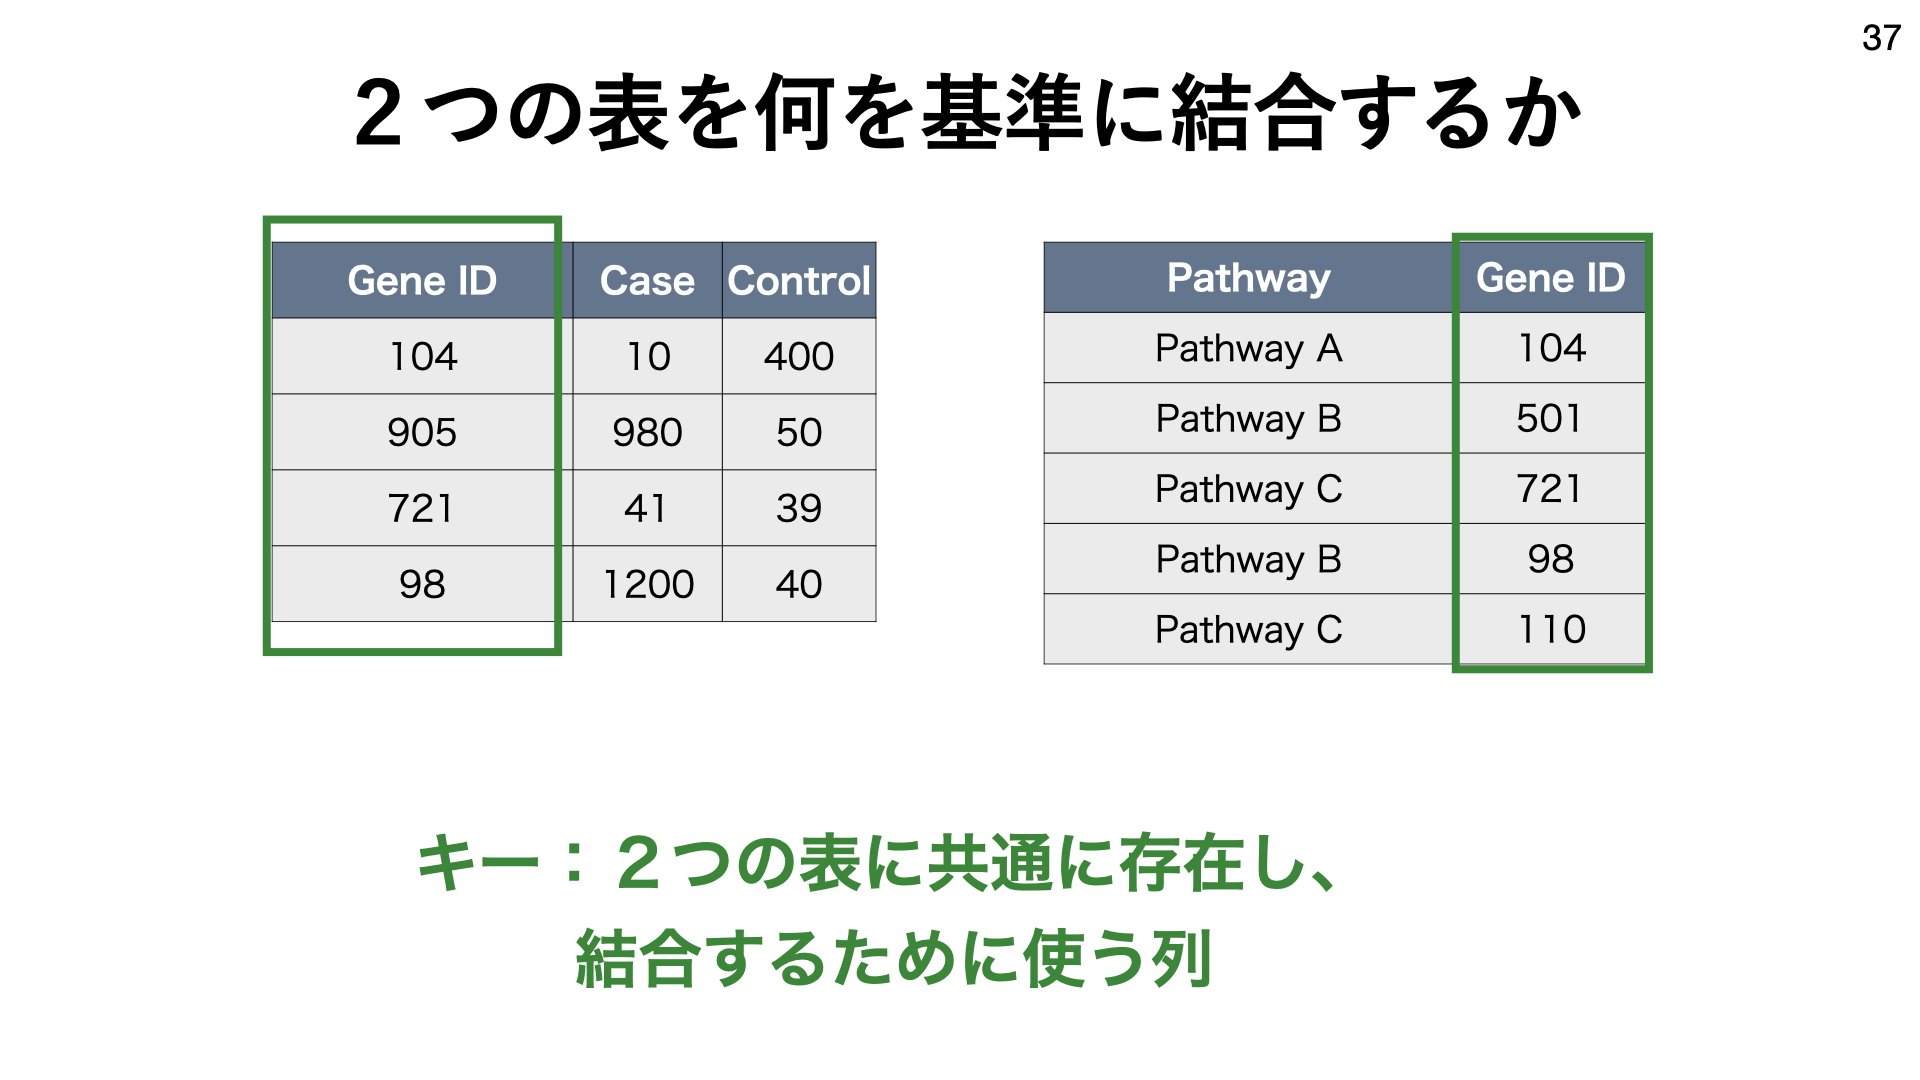 37
２つの表を何を基準に結合するか
Gene ID Case Control
104 10 400
905 980 50
721 41 39
98 1200 40
Pathway Gene ID
Pathway A 104
Pathway B 501
Pathway C 721
Pathway B 98
Pathway C 110
キー：２つの表に共通に存在し、
結合するために使う列